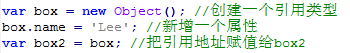 var box = new Object(); //创建一个引用类型
box.name = 'Lee'; //新增一个属性
var box2 = box; //把引用地址赋值给box2